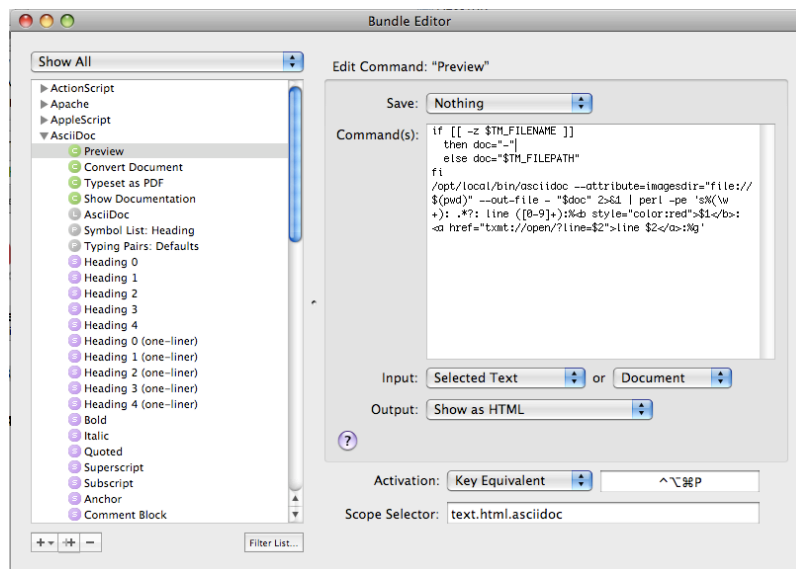 Bundle Editor
Show All
ActionScript
Apache
AppleScript
AsciiDoc
C Preview
C Convert Document
C Typeset as PDF
C Show Documentation
L AsciiDoc
P Symbol List: Heading
P Typing Pairs: Defaults
S Heading 0
S Heading 1
S Heading 2
S Heading 3
S Heading 4
S Heading 0 (one-liner)
S Heading 1 (one-liner)
S Heading 2 (one-liner)
S Heading 3 (one-liner)
S Heading 4 (one-liner)
S Bold
S Italic
S Quoted
S Superscript
S Subscript
S Anchor
S Comment Block
Filter List...
Edit Command: “Preview”
Save: Nothing
Command(s):
if [[ -z $TM_FILENAME ]]
then doc="-"
else doc="$TM_FILEPATH"
fi
/opt/local/bin/asciidoc --attribute=imagesdir="file://
$(pwd)" --out-file - "$doc" 2>&1 | perl -pe 's%(\w
+): .*?: line ([0-9]+):%<b style="color:red">$1</b>:
<a href="txmt://open/?line=$2">line $2</a>:%g'
Input: Selected Text or Document
Output: Show as HTML
?
Activation: Key Equivalent ^⌥⌘P
Scope Selector: text.html.asciidoc